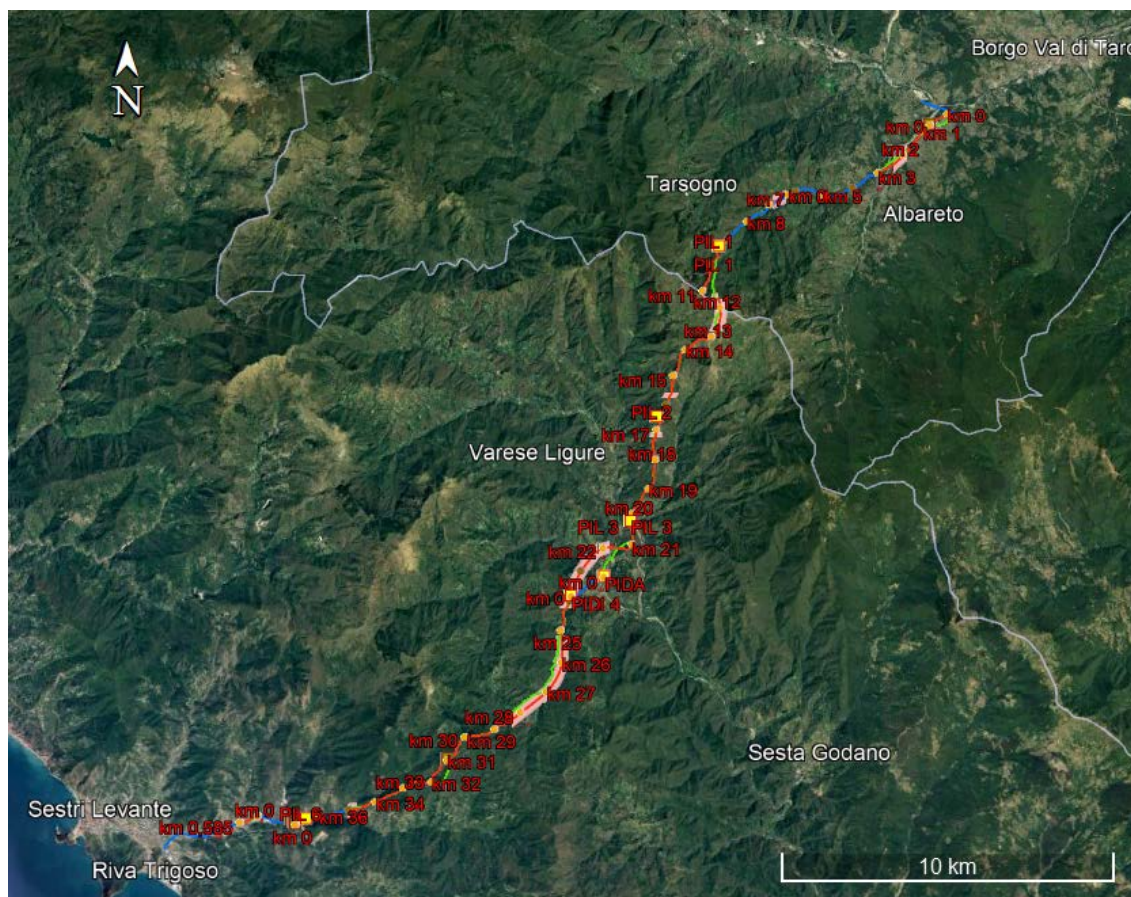 N
Borgo Val di Taro
km 0
km 0
km 1
km 2
km 3
Tarsogno
km 7
km 0
km 5
Albareto
km 8
PIL 1
PIL 1
km 11
km 12
km 13
km 14
km 15
PIL 2
km 17
Varese Ligure
km 18
km 19
km 20
PIL 3
PIL 3
km 22
km 21
km 0
PIDA
km 0
PIDI 4
km 25
km 26
km 27
km 28
km 30
km 29
km 31
Sesta Godano
km 33
km 32
km 34
Sestri Levante
km 0
km 36
km 0,585
km 0
Riva Trigoso
10 km